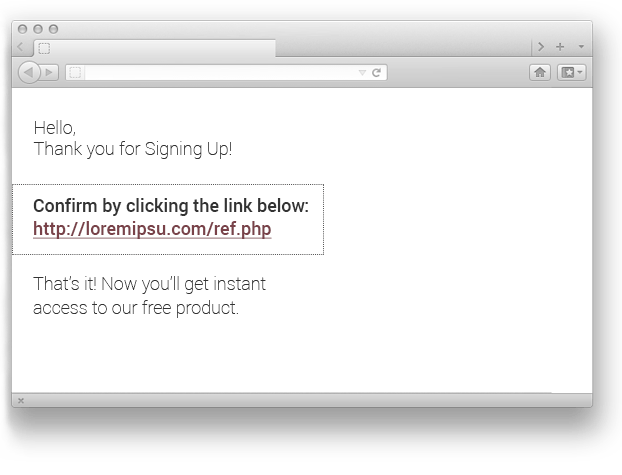 Hello,
Thank you for Signing Up!
Confirm by clicking the link below:
http://loremipsu.com/ref.php
That's it! Now you'll get instant
access to our free product.